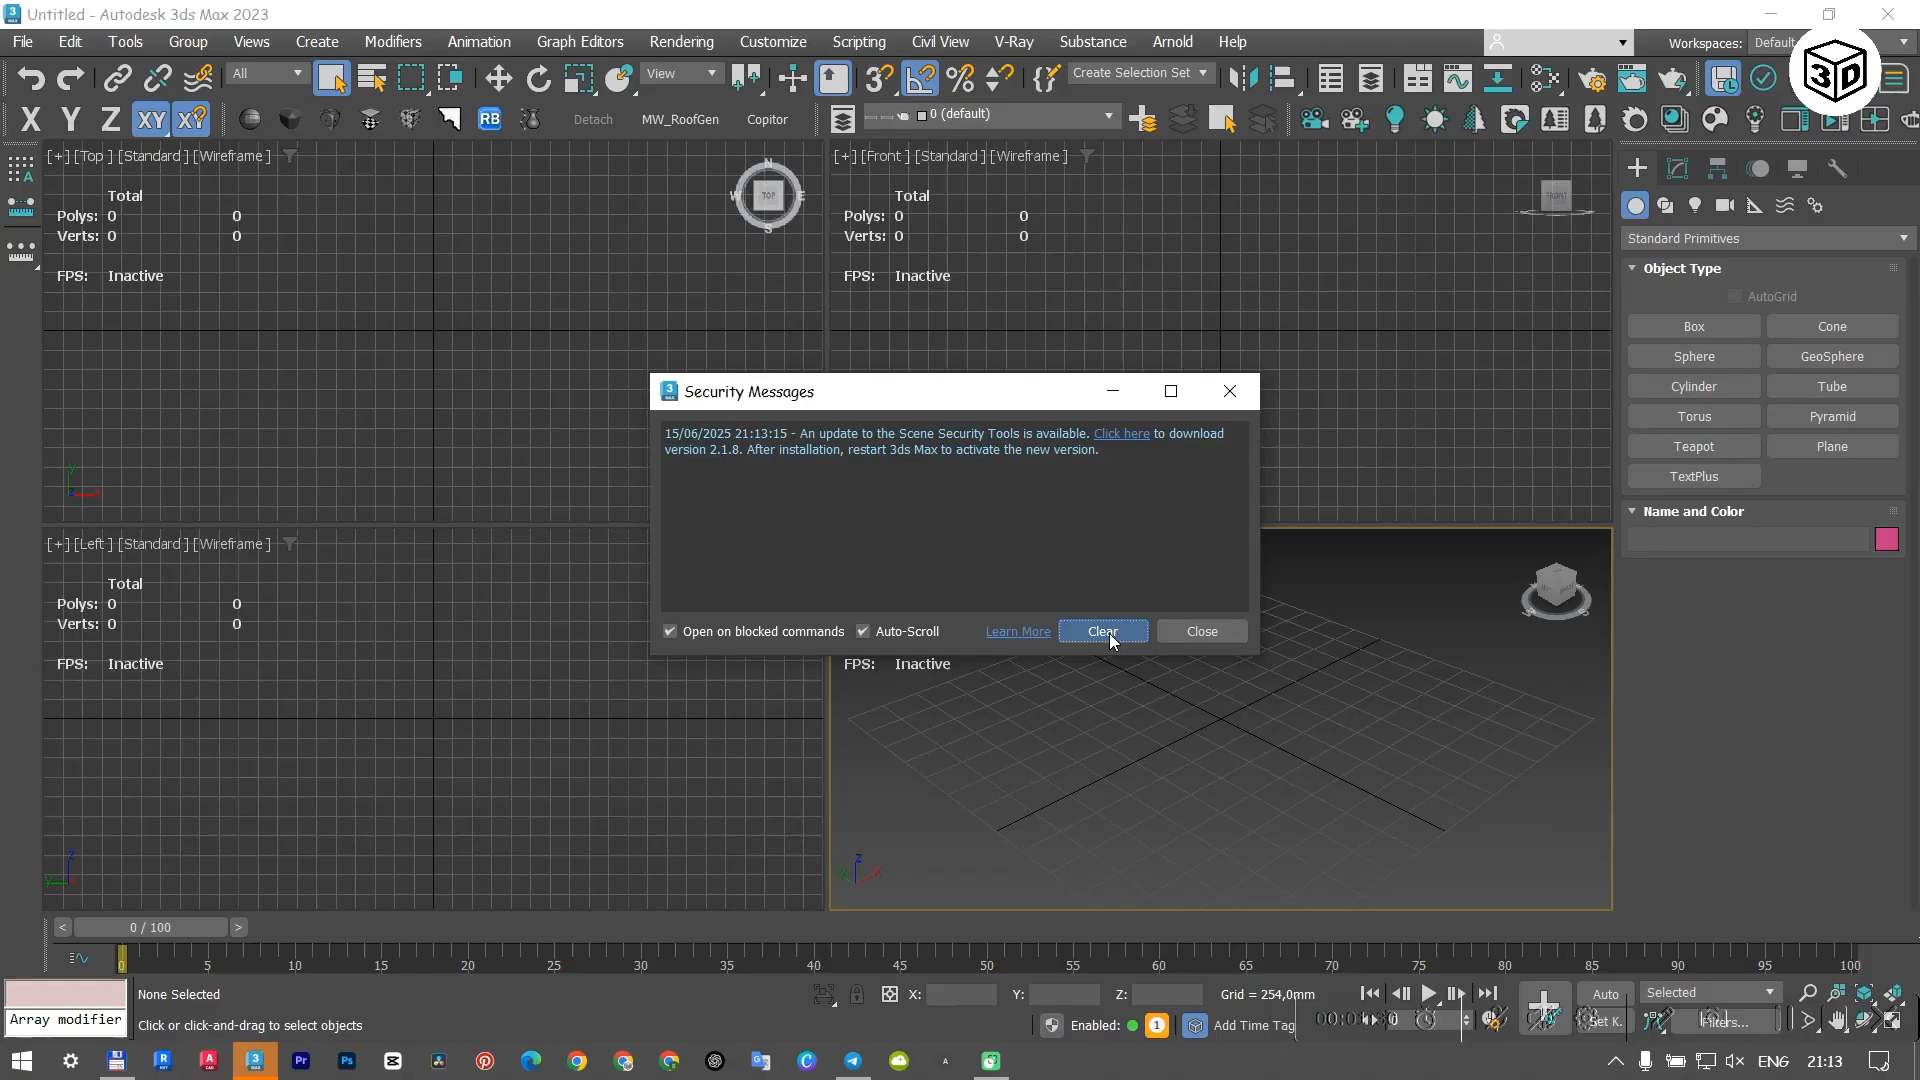 Untitled - Autodesk 3ds Max 2023
File Edit Tools Group Views Create Modifiers Animation Graph Editors Rendering Customize Scripting Civil View V-Ray Substance Arnold Help Workspaces: Default
All View Create Selection Set 3D
X Y Z XY RB Detach MW_RoofGen Copitor 0 (default)
[+] [Top ] [Standard ] [Wireframe ]
Total
Polys: 0 0
Verts: 0 0
FPS: Inactive
N
W TOP E
S
[+] [Front ] [Standard ] [Wireframe ]
Total
Polys: 0 0
Verts: 0 0
FPS: Inactive
FRONT
Standard Primitives
Object Type
AutoGrid
Box Cone
Sphere GeoSphere
Cylinder Tube
Torus Pyramid
Teapot Plane
TextPlus
Name and Color
Security Messages
15/06/2025 21:13:15 - An update to the Scene Security Tools is available. Click here to download
version 2.1.8. After installation, restart 3ds Max to activate the new version.
Open on blocked commands Auto-Scroll Learn More Clear Close
[+] [Left ] [Standard ] [Wireframe ]
Total
Polys: 0 0
Verts: 0 0
FPS: Inactive
FPS: Inactive
< 0 / 100 >
0 5 10 15 20 25 30 35 40 45 50 55 60 65 70 75 80 85 90 95 100
None Selected X: Y: Z: Grid = 254,0mm Auto Selected
Array modifier Click or click-and-drag to select objects Enabled: 1 Add Time Tag 0 Set K. Filters...
ENG 21:13